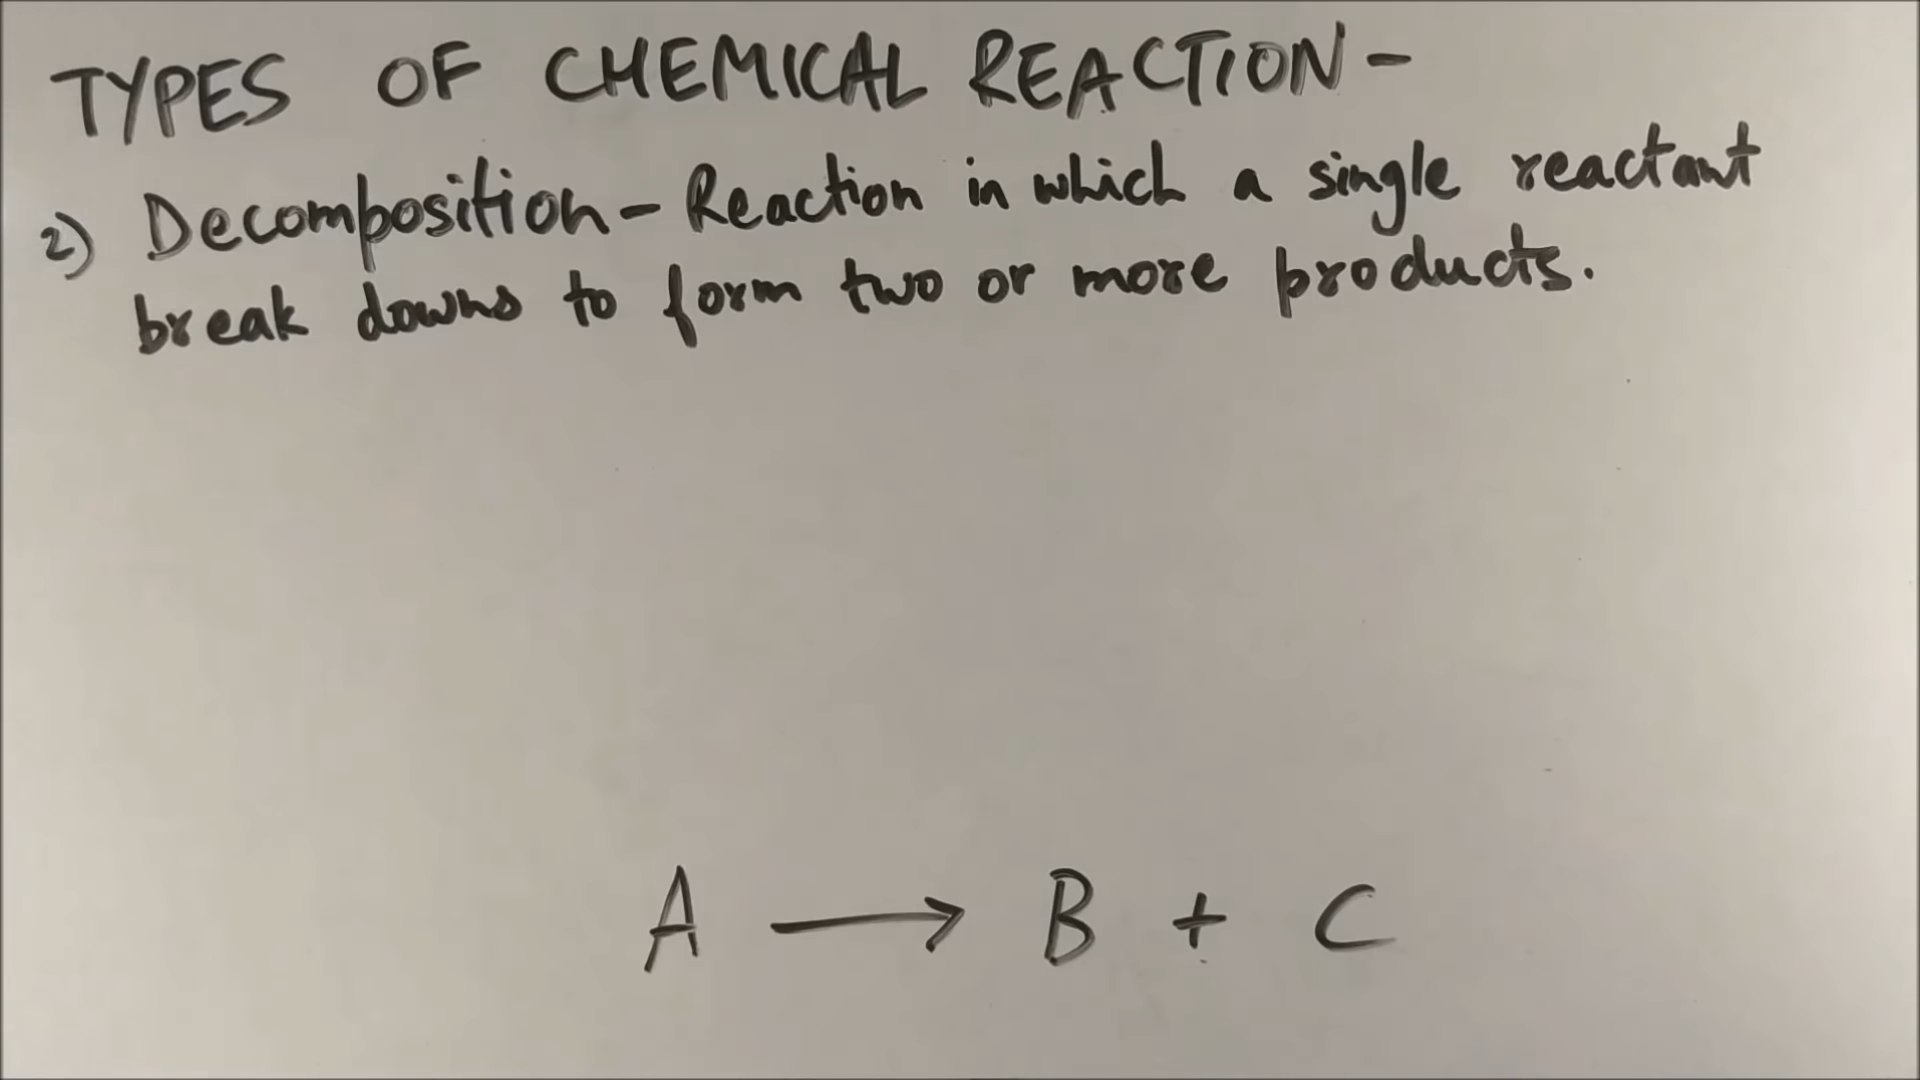 TYPES OF CHEMICAL REACTION-
2) Decomposition - Reaction in which a single reactant
break downs to form two or more products.
A → B + C